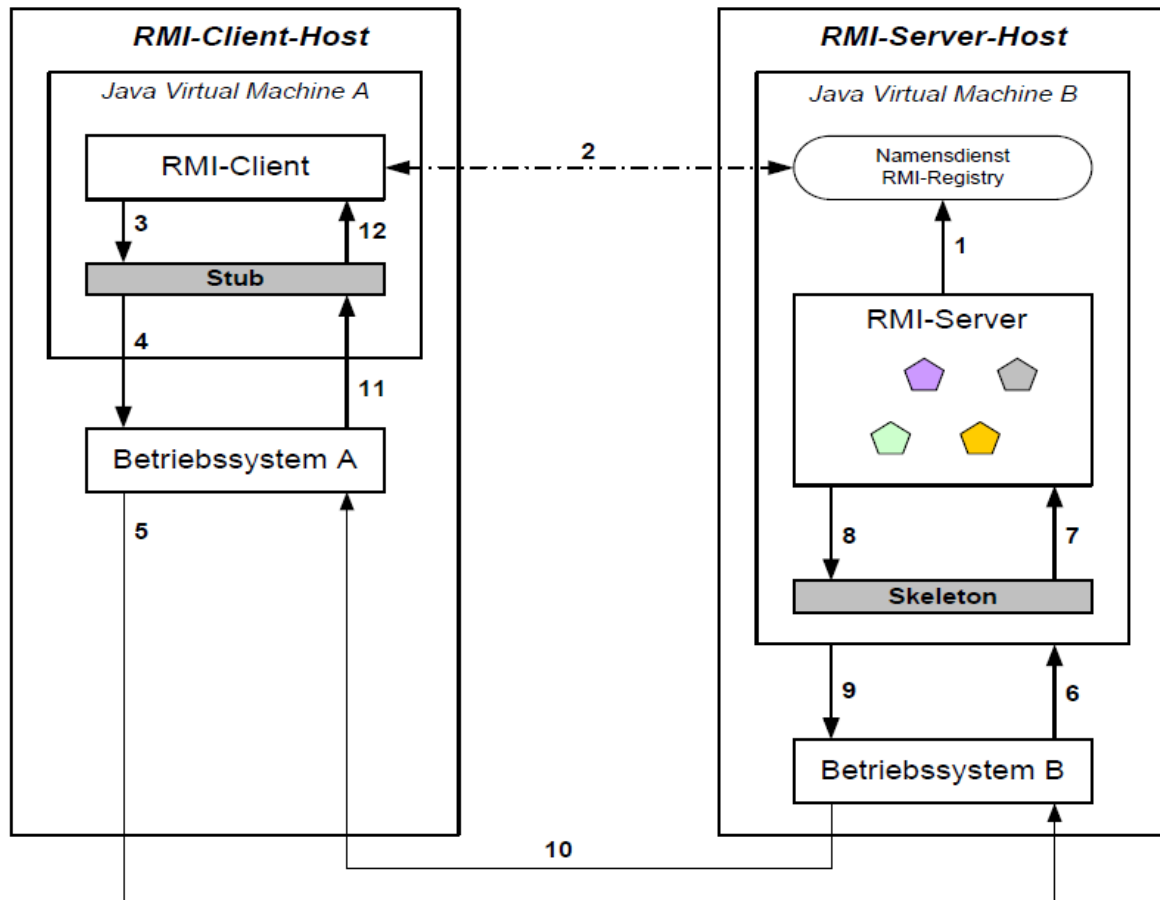 RMI-Client-Host
Java Virtual Machine A
RMI-Client
3
12
Stub
4
11
Betriebssystem A
5
2
10
RMI-Server-Host
Java Virtual Machine B
Namensdienst
RMI-Registry
1
RMI-Server
8
7
Skeleton
9
6
Betriebssystem B